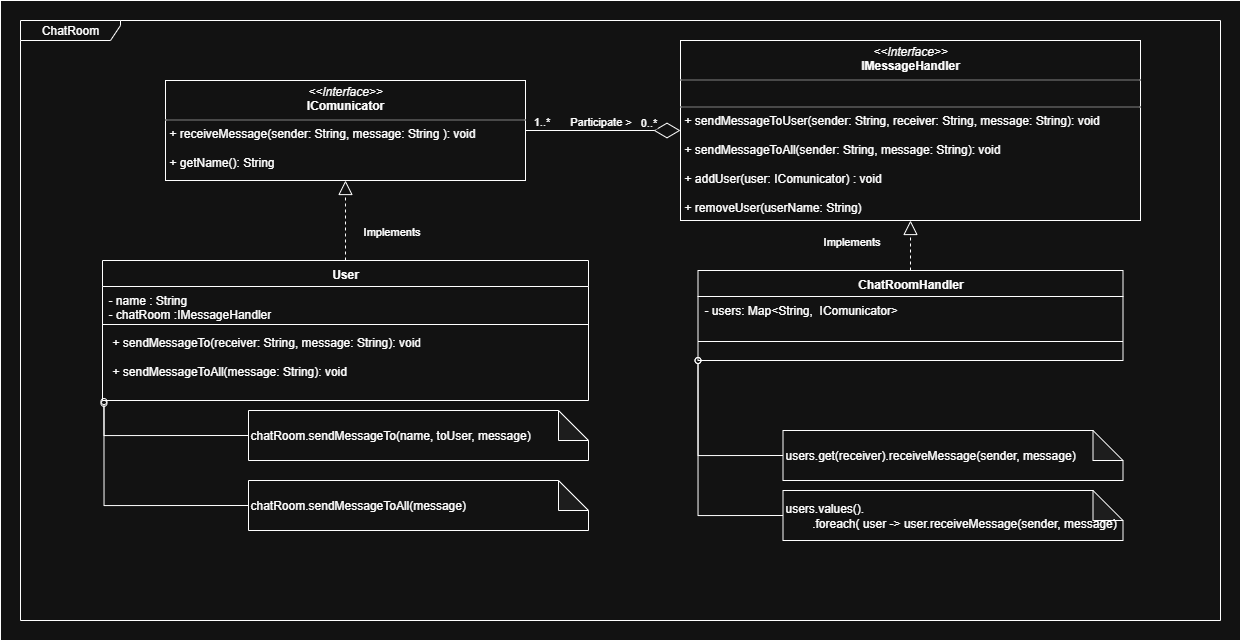 ChatRoom
<<Interface>>
IComunicator
+ receiveMessage(sender: String, message: String ): void
+ getName(): String
1..*
Participate >
0..*
<<Interface>>
IMessageHandler
+ sendMessageToUser(sender: String, receiver: String, message: String): void
+ sendMessageToAll(sender: String, message: String): void
+ addUser(user: IComunicator) : void
+ removeUser(userName: String)
Implements
Implements
User
- name : String
- chatRoom :IMessageHandler
+ sendMessageTo(receiver: String, message: String): void
+ sendMessageToAll(message: String): void
chatRoom.sendMessageTo(name, toUser, message)
chatRoom.sendMessageToAll(message)
ChatRoomHandler
- users: Map<String, IComunicator>
users.get(receiver).receiveMessage(sender, message)
users.values().
.foreach( user -> user.receiveMessage(sender, message)